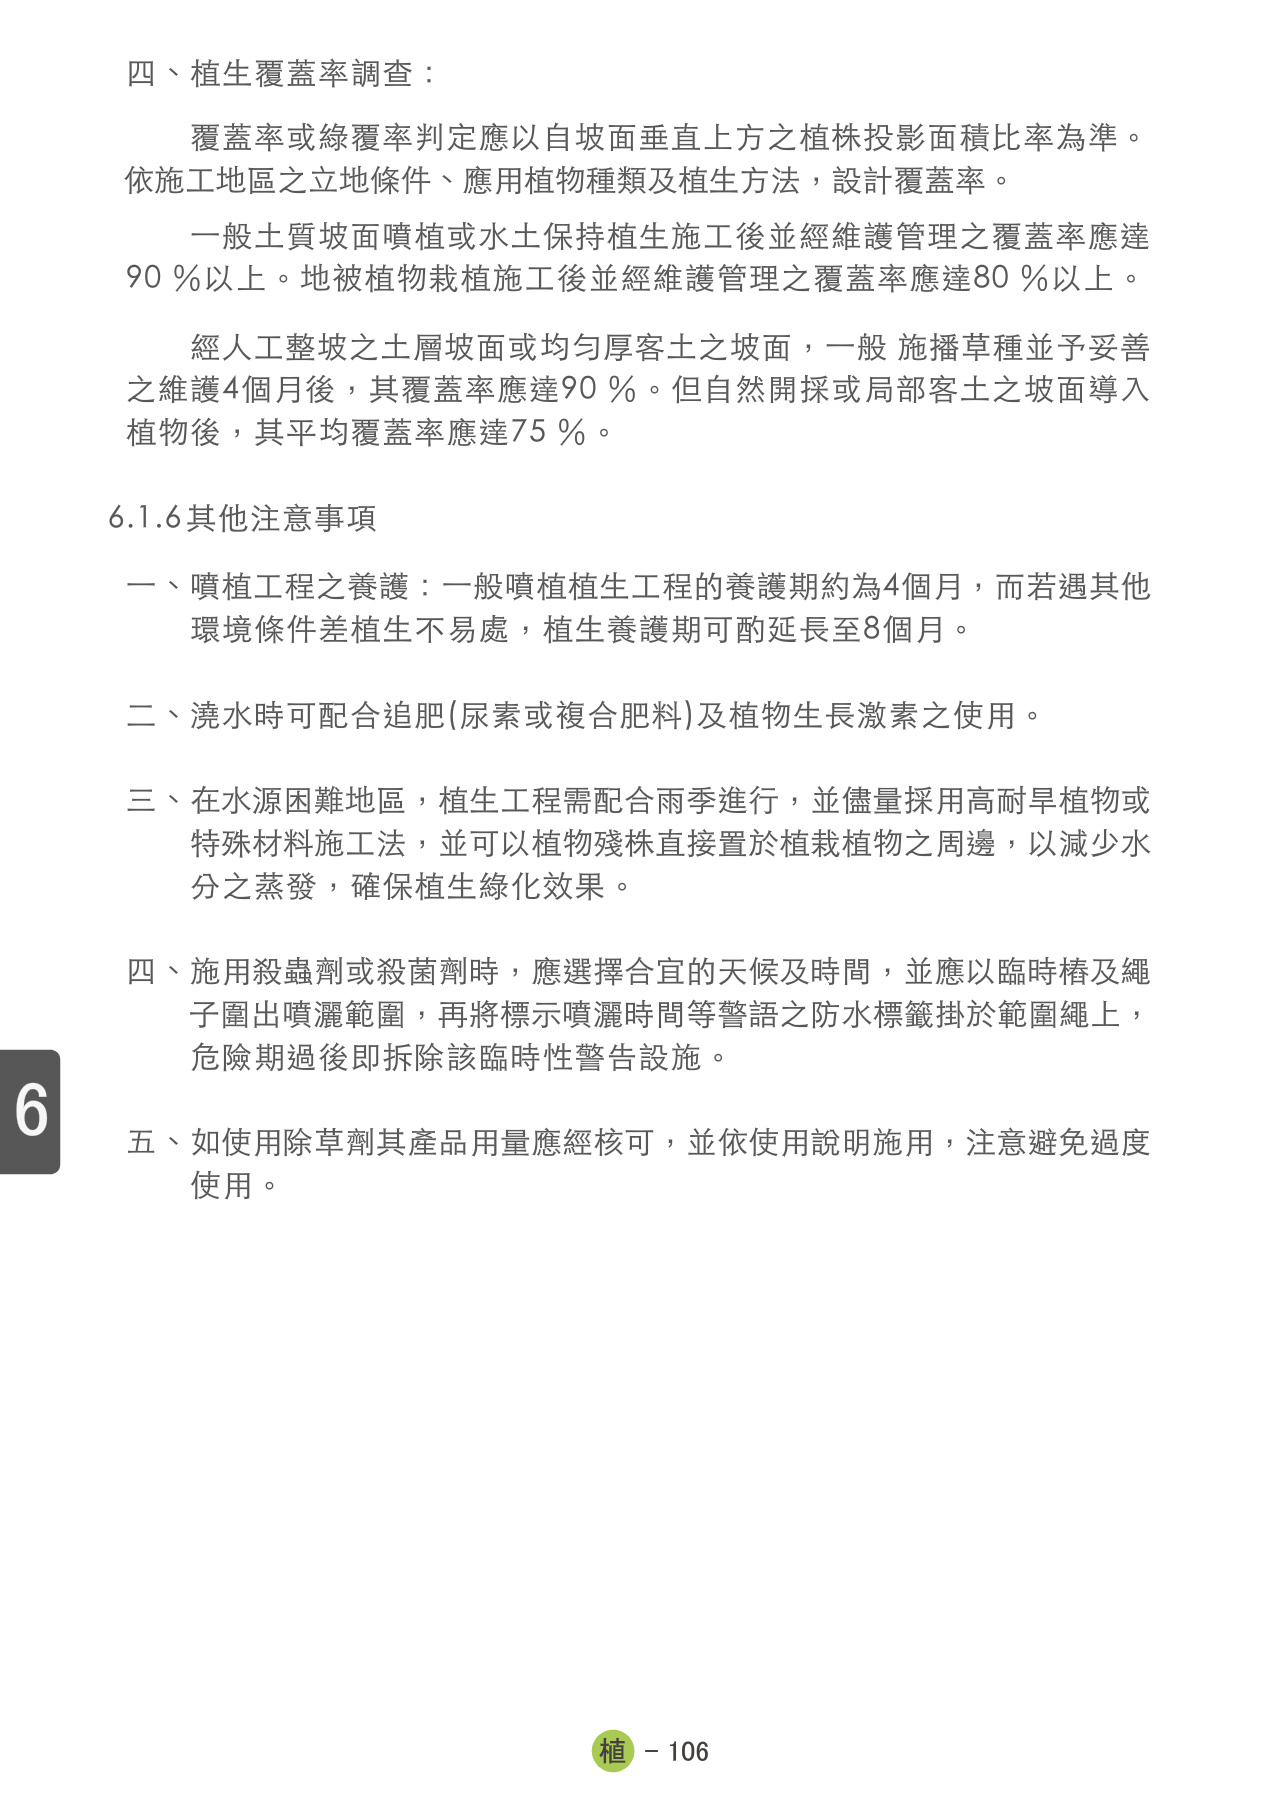 四、植生覆蓋率調查：
覆蓋率或綠覆率判定應以自坡面垂直上方之植株投影面積比率為準。
依施工地區之立地條件、應用植物種類及植生方法，設計覆蓋率。
一般土質坡面噴植或水土保持植生施工後並經維護管理之覆蓋率應達
90 %以上。地被植物栽植施工後並經維護管理之覆蓋率應達80 %以上。
經人工整坡之土層坡面或均勻厚客土之坡面，一般 施播草種並予妥善
之維護4個月後，其覆蓋率應達90 %。但自然開採或局部客土之坡面導入
植物後，其平均覆蓋率應達75 %。
6.1.6其他注意事項
一、噴植工程之養護：一般噴植植生工程的養護期約為4個月，而若遇其他
環境條件差植生不易處，植生養護期可酌延長至8個月。
二、澆水時可配合追肥(尿素或複合肥料)及植物生長激素之使用。
三、在水源困難地區，植生工程需配合雨季進行，並儘量採用高耐旱植物或
特殊材料施工法，並可以植物殘株直接置於植栽植物之周邊，以減少水
分之蒸發，確保植生綠化效果。
四、施用殺蟲劑或殺菌劑時，應選擇合宜的天候及時間，並應以臨時樁及繩
子圍出噴灑範圍，再將標示噴灑時間等警語之防水標籤掛於範圍繩上，
危險期過後即拆除該臨時性警告設施。
五、如使用除草劑其產品用量應經核可，並依使用說明施用，注意避免過度
使用。
6
植 – 106